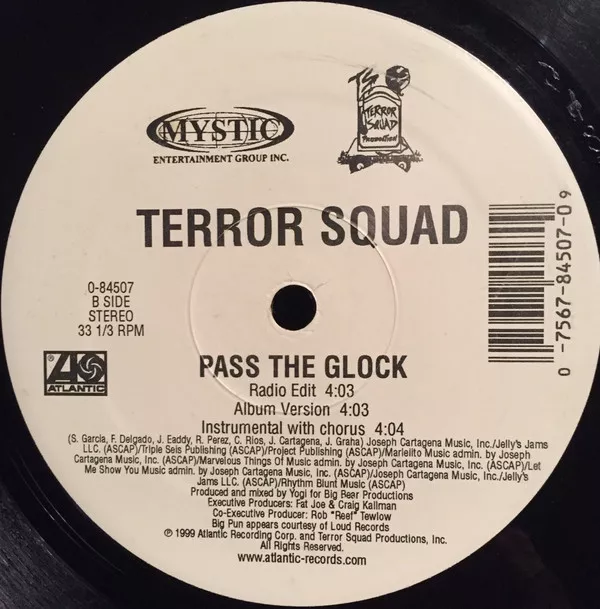 MYSTIC
ENTERTAINMENT GROUP INC.
TS
TERROR
SQUAD
Production
TERROR SQUAD
0-84507
B SIDE
STEREO
33 1/3 RPM
ATLANTIC
0 -7567-84507-0 9
PASS THE GLOCK
Radio Edit 4:03
Album Version 4:03
Instrumental with chorus 4:04
(S. Garcia, F. Delgado, J. Eaddy, R. Perez, C. Rios, J. Cartagena, J. Graha) Joseph Cartagena Music, Inc./Jelly's Jams
LLC. (ASCAP)/Triple Seis Publishing (ASCAP)/Project Publishing (ASCAP)/Marielito Music admin. by Joseph
Cartagena Music, Inc. (ASCAP)/Marvelous Things Of Music admin. by Joseph Cartagena Music, Inc. (ASCAP)/Let
Me Show You Music admin. by Joseph Cartagena Music, Inc. (ASCAP)/Joseph Cartagena Music, Inc./Jelly's
Jams LLC. (ASCAP)/Rhythm Blunt Music (ASCAP)
Produced and mixed by Yogi for Big Bear Productions
Executive Producers: Fat Joe & Craig Kallman
Co-Executive Producer: Rob "Reef" Tewlow
Big Pun appears courtesy of Loud Records
℗ 1999 Atlantic Recording Corp. and Terror Squad Productions, Inc.
All Rights Reserved.
www.atlantic-records.com